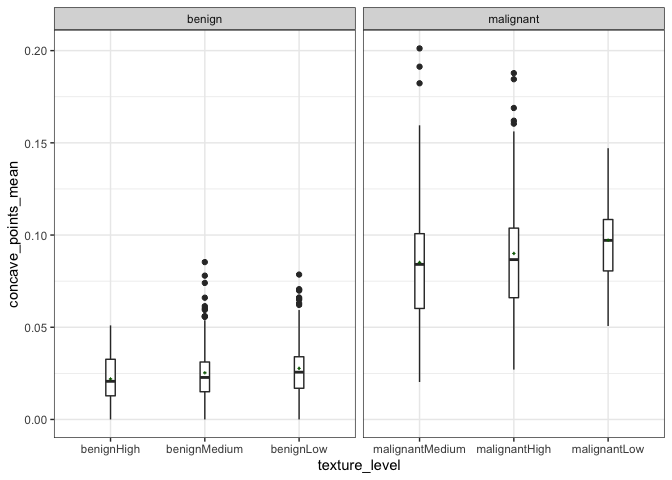 benign
malignant
concave_points_mean
0.20
0.15
0.10
0.05
0.00
benignHigh
benignMedium
benignLow
malignantMedium
malignantHigh
malignantLow
texture_level